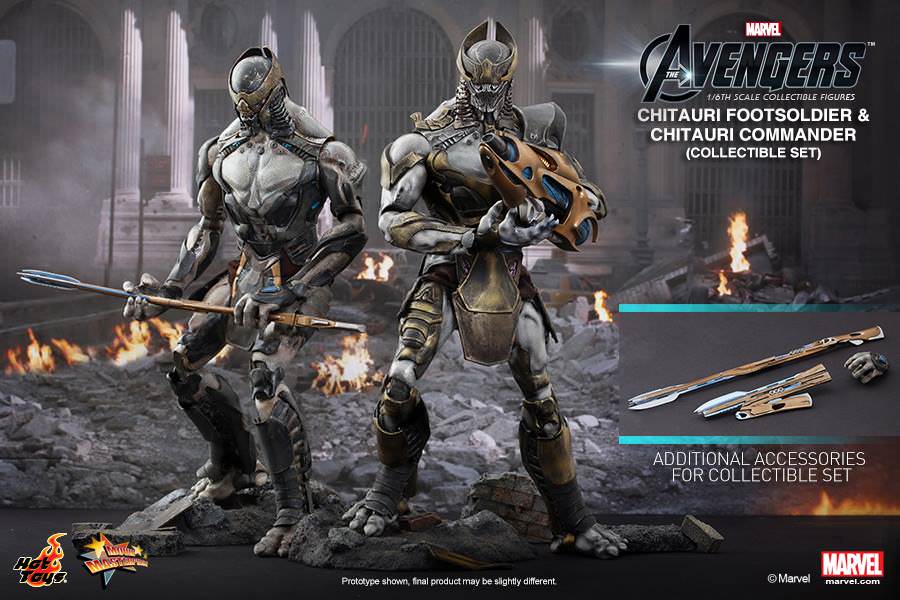 MARVEL
THE AVENGERS™
1/6TH SCALE COLLECTIBLE FIGURES
CHITAURI FOOTSOLDIER &
CHITAURI COMMANDER
(COLLECTIBLE SET)
ADDITIONAL ACCESSORIES
FOR COLLECTIBLE SET
Hot Toys
MOVIE MASTERPIECE
Prototype shown, final product may be slightly different.
© Marvel
MARVEL
marvel.com